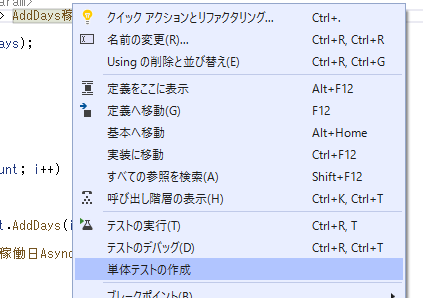 aram>
> AddDays稼
クイック アクションとリファクタリング... Ctrl+.
ays);
名前の変更(R)... Ctrl+R, Ctrl+R
Using の削除と並び替え(E) Ctrl+R, Ctrl+G
定義をここに表示 Alt+F12
定義へ移動(G) F12
基本へ移動 Alt+Home
実装に移動 Ctrl+F12
unt; i++)
すべての参照を検索(A) Shift+F12
呼び出し階層の表示(H) Ctrl+K, Ctrl+T
t.AddDays(i
テストの実行(T) Ctrl+R, T
稼働日Async
テストのデバッグ(D) Ctrl+R, Ctrl+T
単体テストの作成
ブレークポイント(B)